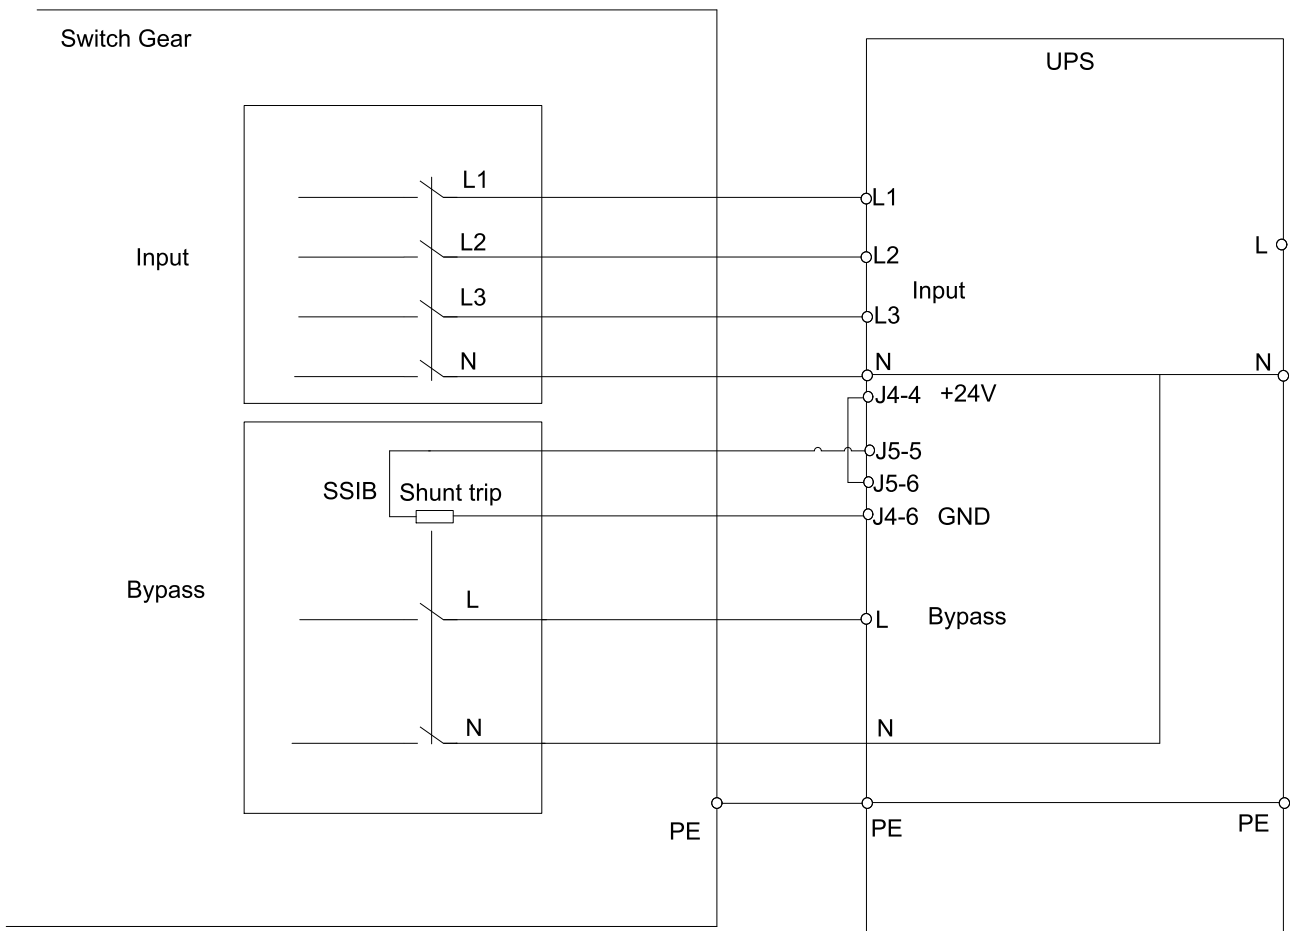 Switch Gear
UPS
L1
L1
L2
L2
L
Input
L3
Input
L3
N
N
N
J4-4 +24V
J5-5
SSIB Shunt trip
J5-6
J4-6 GND
Bypass
L
L
Bypass
N
N
PE
PE
PE